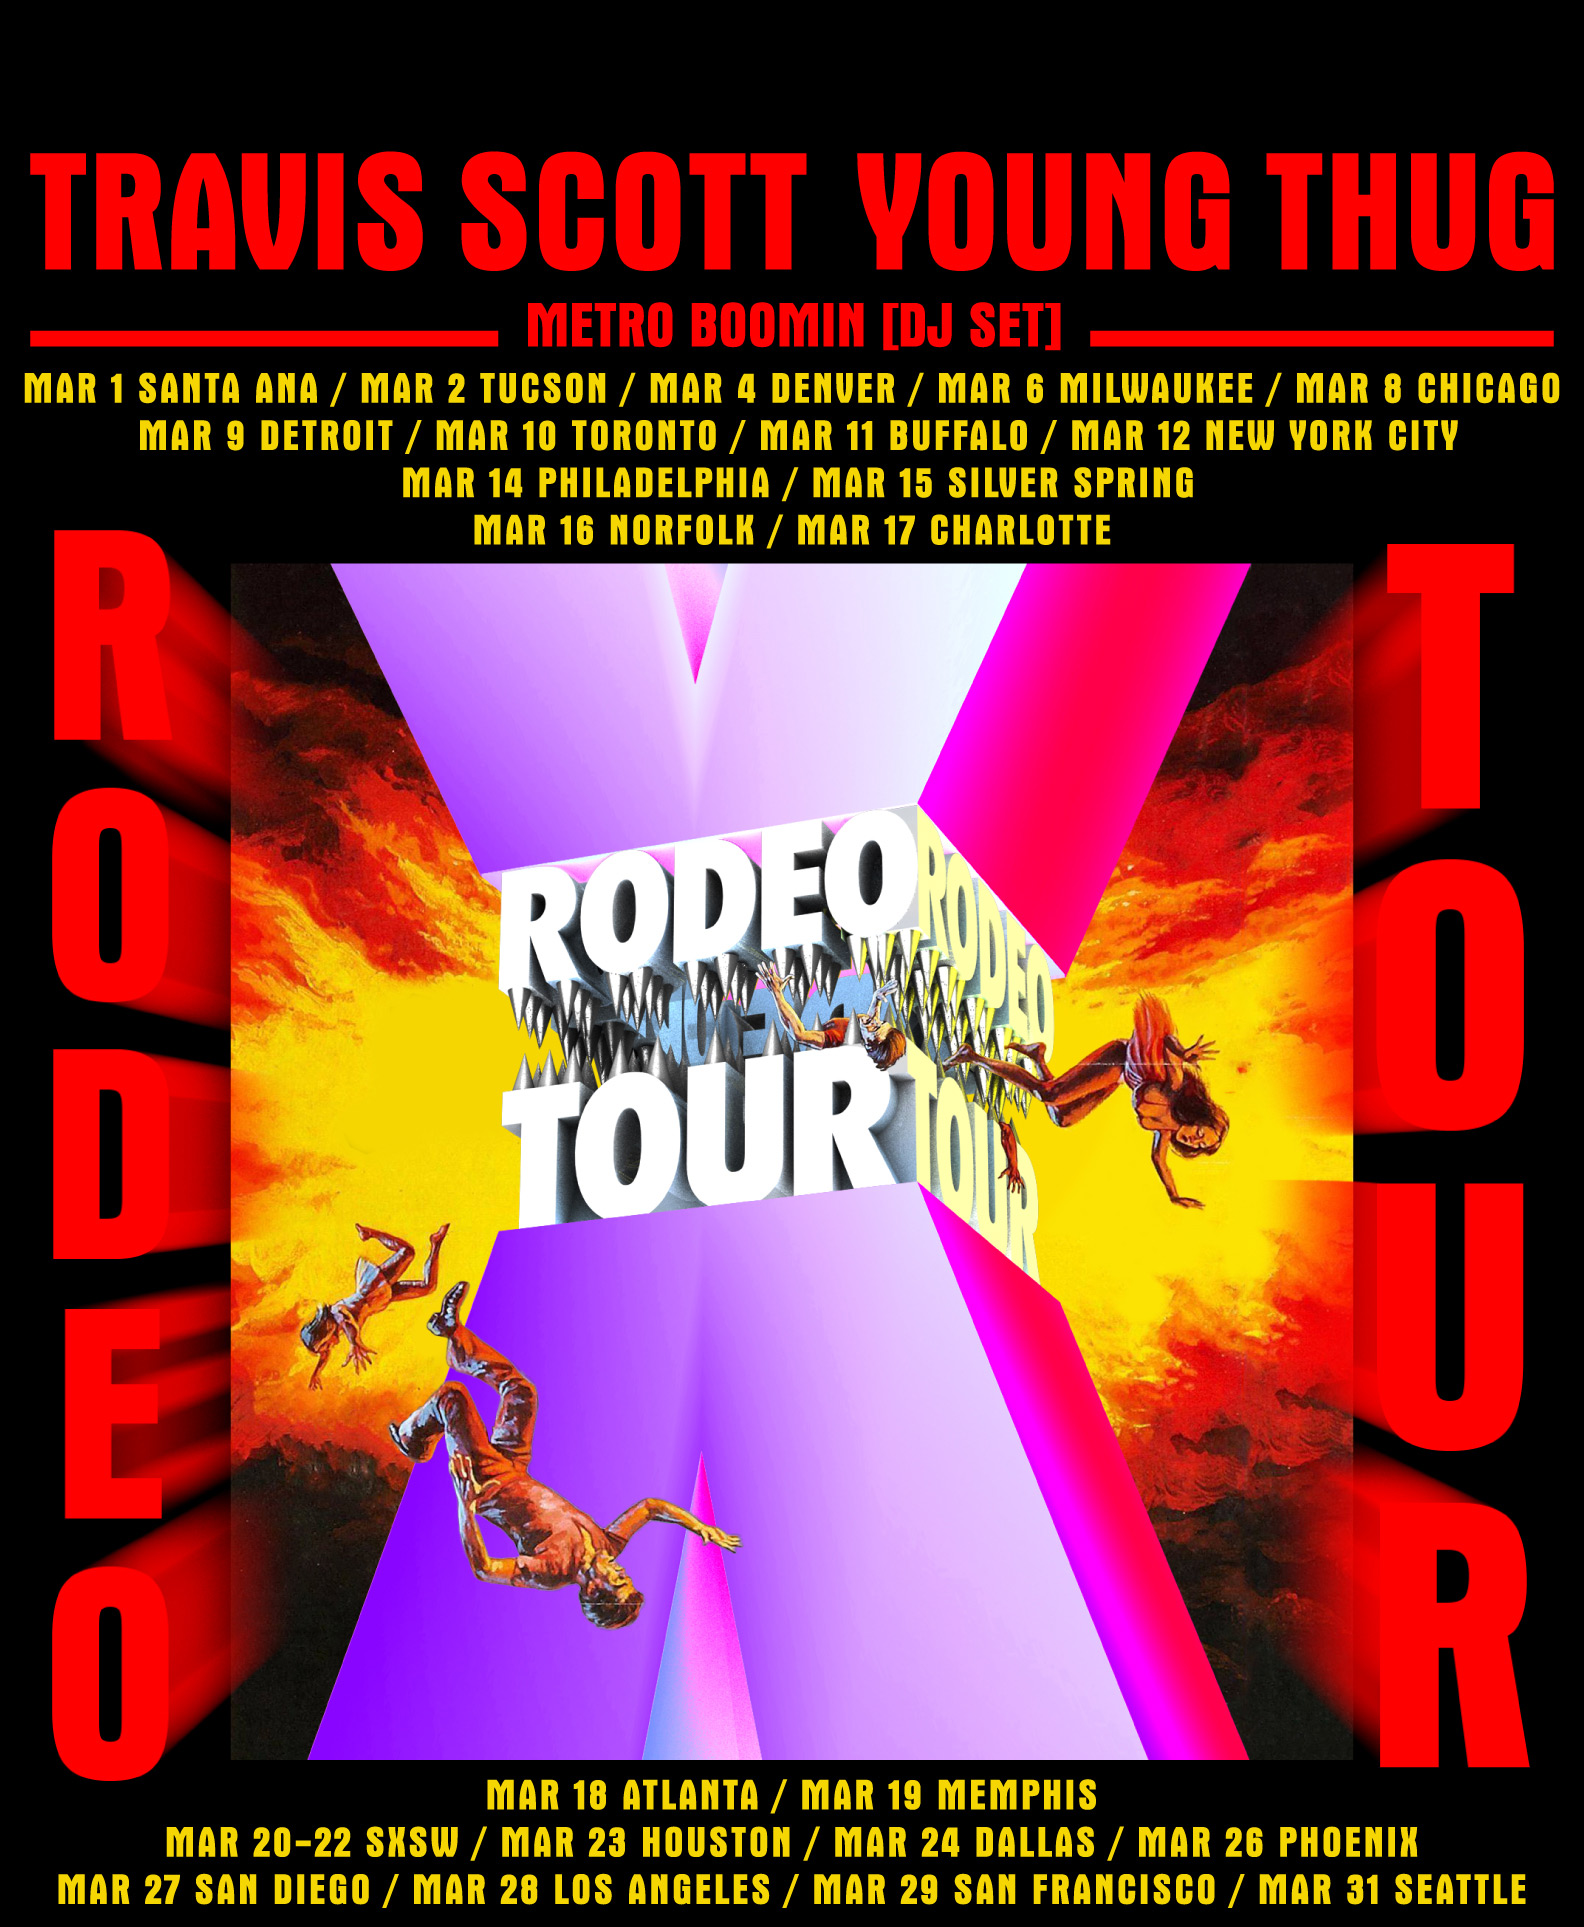 TRAVIS SCOTT YOUNG THUG
METRO BOOMIN [DJ SET]
MAR 1 SANTA ANA / MAR 2 TUCSON / MAR 4 DENVER / MAR 6 MILWAUKEE / MAR 8 CHICAGO
MAR 9 DETROIT / MAR 10 TORONTO / MAR 11 BUFFALO / MAR 12 NEW YORK CITY
MAR 14 PHILADELPHIA / MAR 15 SILVER SPRING
MAR 16 NORFOLK / MAR 17 CHARLOTTE
RODEO
TOUR
RODEO
TOUR
RODEO
TOUR
MAR 18 ATLANTA / MAR 19 MEMPHIS
MAR 20-22 SXSW / MAR 23 HOUSTON / MAR 24 DALLAS / MAR 26 PHOENIX
MAR 27 SAN DIEGO / MAR 28 LOS ANGELES / MAR 29 SAN FRANCISCO / MAR 31 SEATTLE